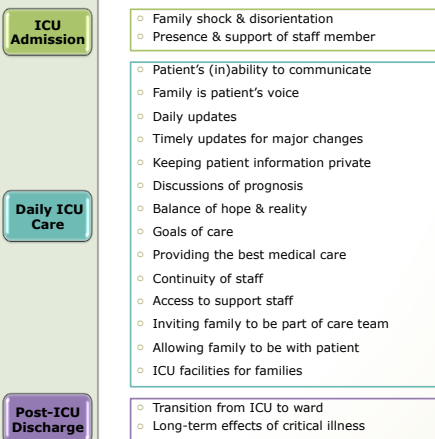 ICU
Admission
○ Family shock & disorientation
○ Presence & support of staff member
Daily ICU
Care
○ Patient's (in)ability to communicate
○ Family is patient's voice
○ Daily updates
○ Timely updates for major changes
○ Keeping patient information private
○ Discussions of prognosis
○ Balance of hope & reality
○ Goals of care
○ Providing the best medical care
○ Continuity of staff
○ Access to support staff
○ Inviting family to be part of care team
○ Allowing family to be with patient
○ ICU facilities for families
Post-ICU
Discharge
○ Transition from ICU to ward
○ Long-term effects of critical illness